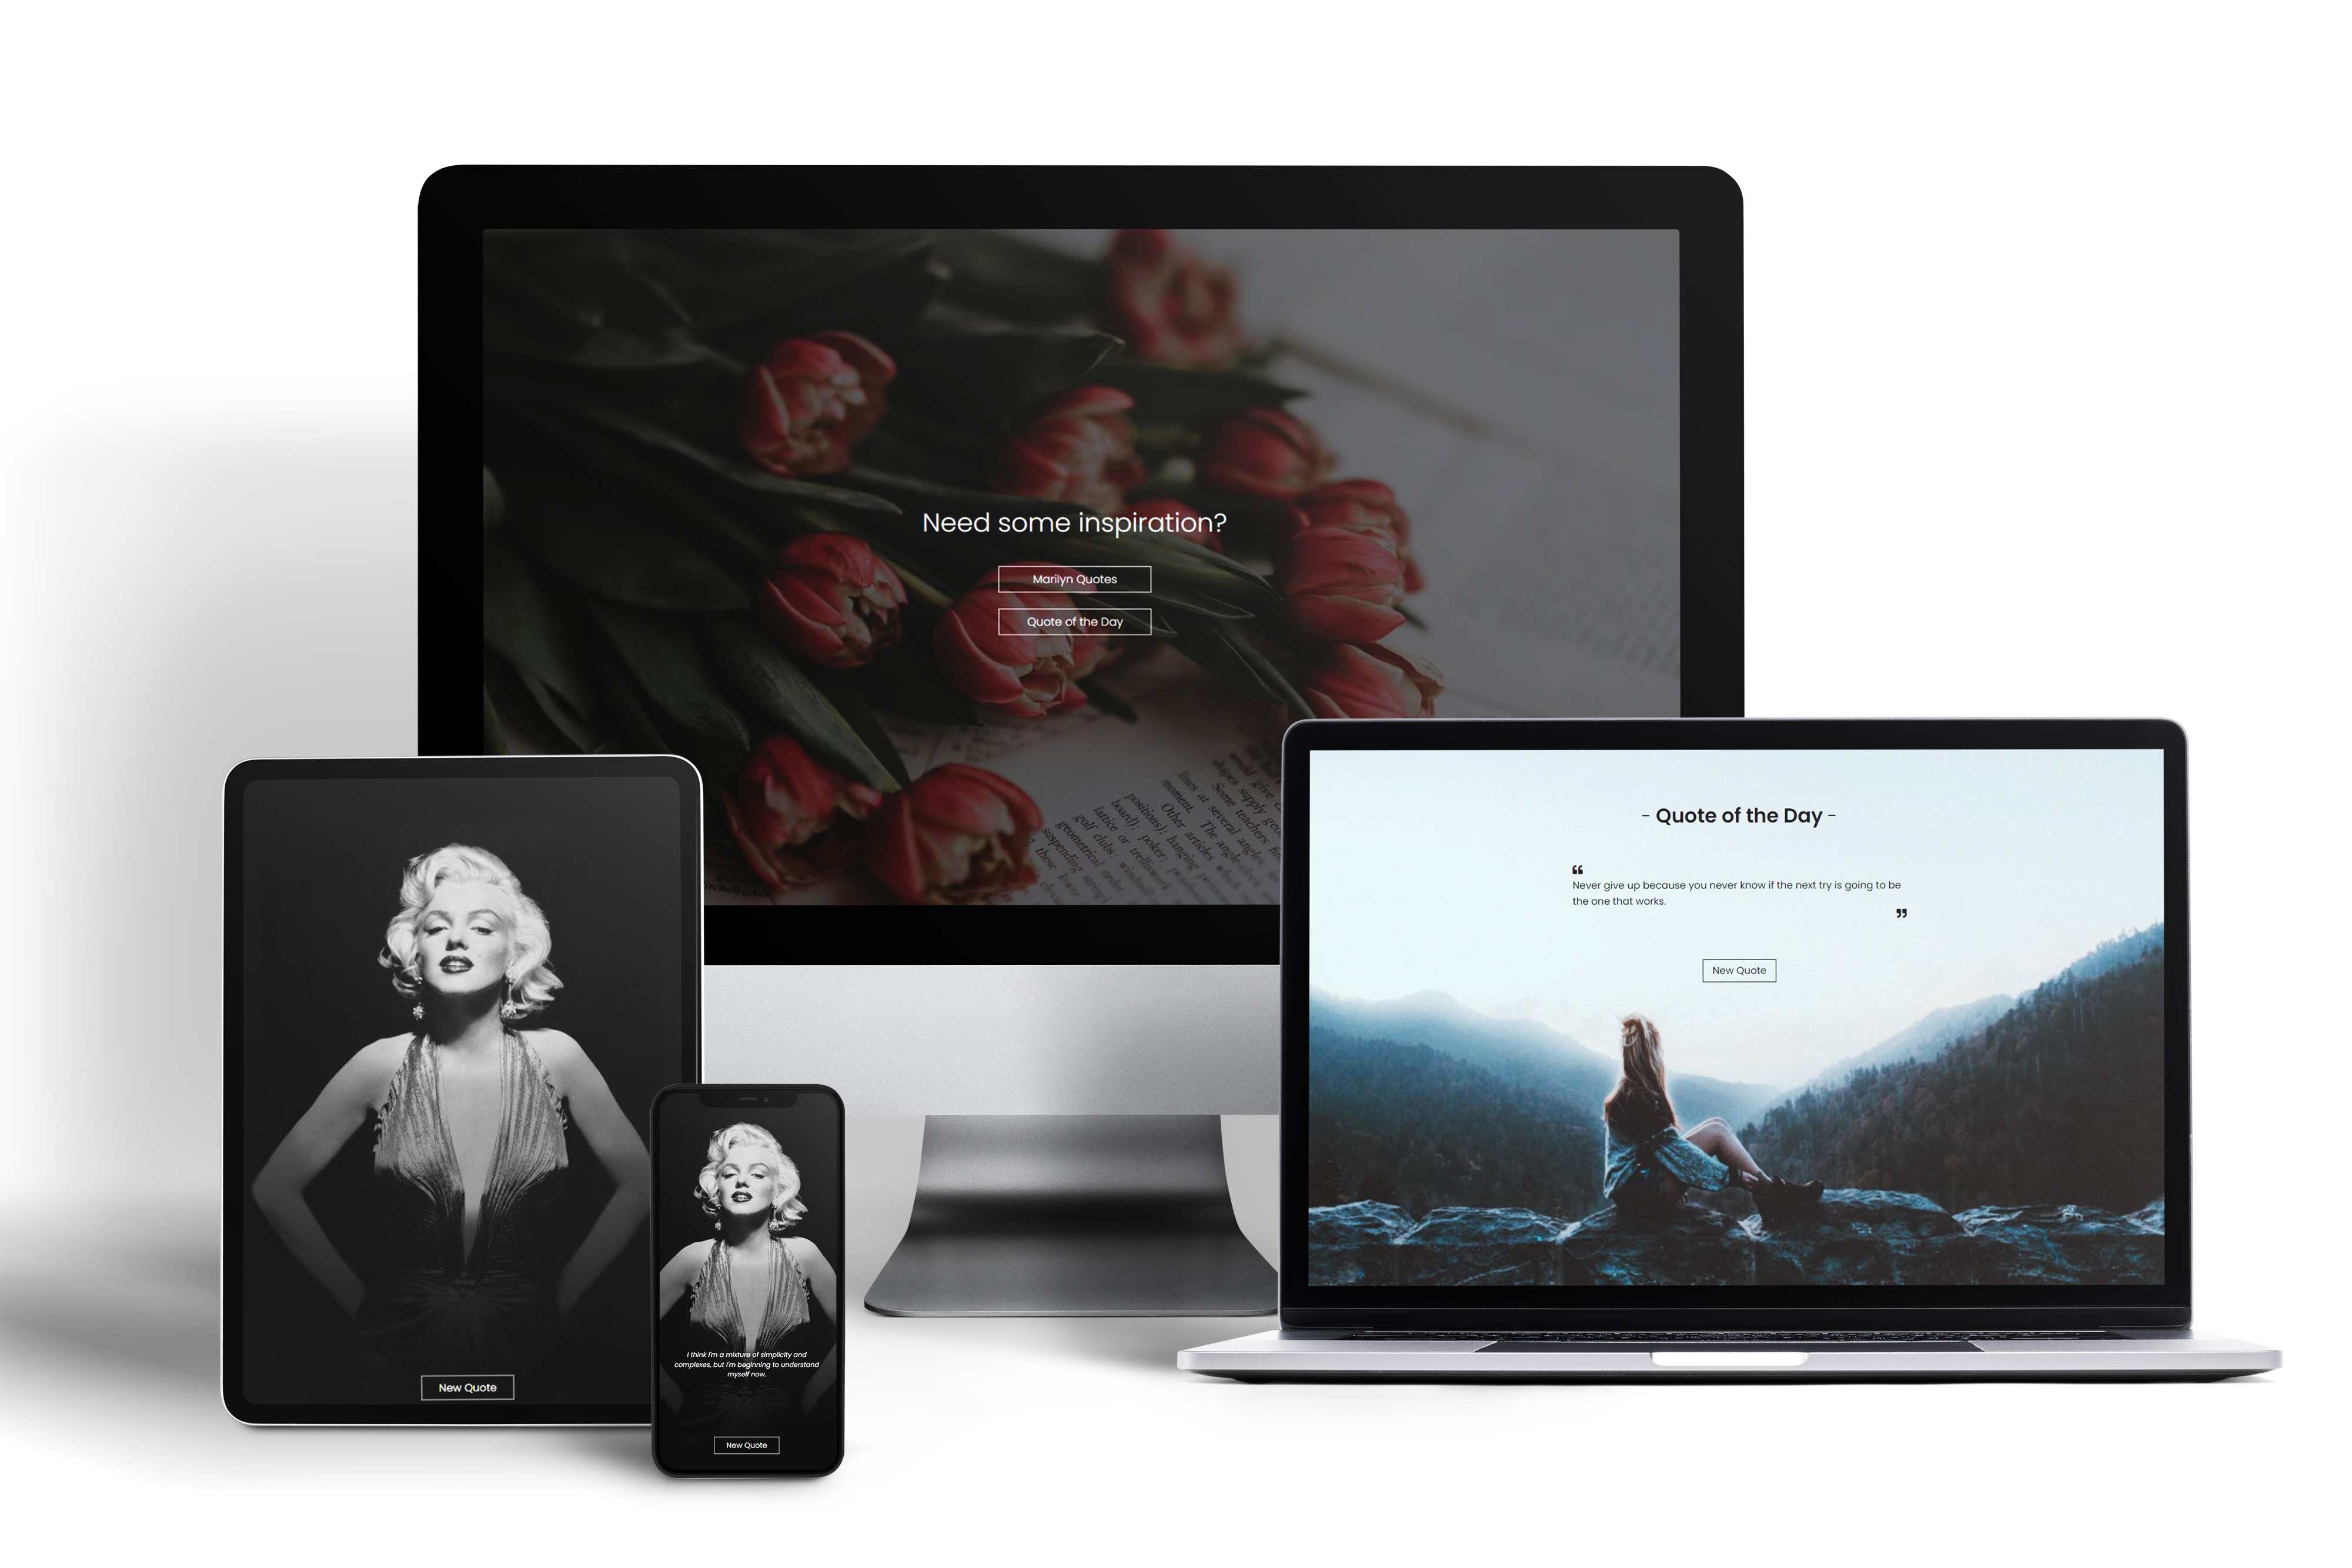 Need some inspiration?
Marilyn Quotes
Quote of the Day
- Quote of the Day -
“
Never give up because you never know if the next try is going to be
the one that works.
”
New Quote
New Quote
I think I'm a mixture of simplicity and
complexes, but I'm beginning to understand
myself now.
New Quote